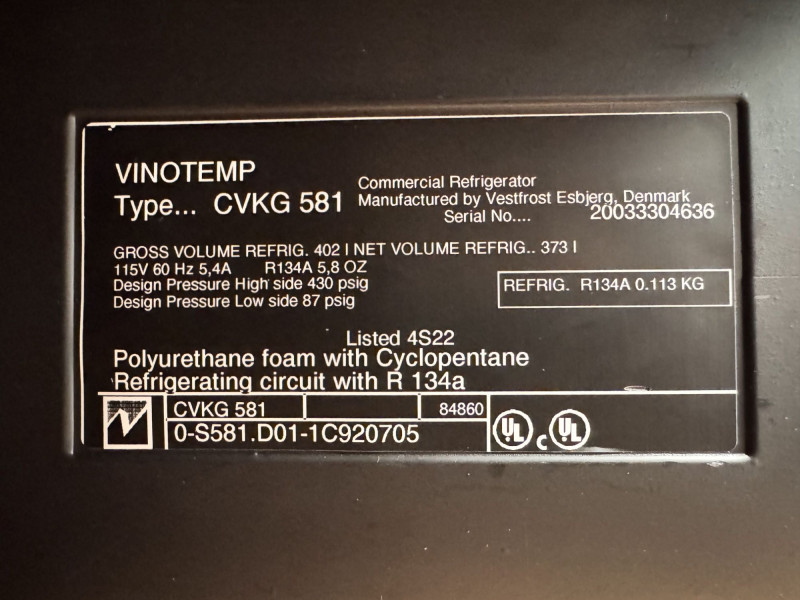 VINOTEMP
Type... CVKG 581
Commercial Refrigerator
Manufactured by Vestfrost Esbjerg, Denmark
Serial No.... 20033304636
GROSS VOLUME REFRIG. 402 l NET VOLUME REFRIG.. 373 l
115V 60 Hz 5,4A R134A 5,8 OZ
Design Pressure High side 430 psig
Design Pressure Low side 87 psig
REFRIG. R134A 0.113 KG
Listed 4S22
Polyurethane foam with Cyclopentane
Refrigerating circuit with R 134a
CVKG 581 84860
0-S581.D01-1C920705
UL c UL